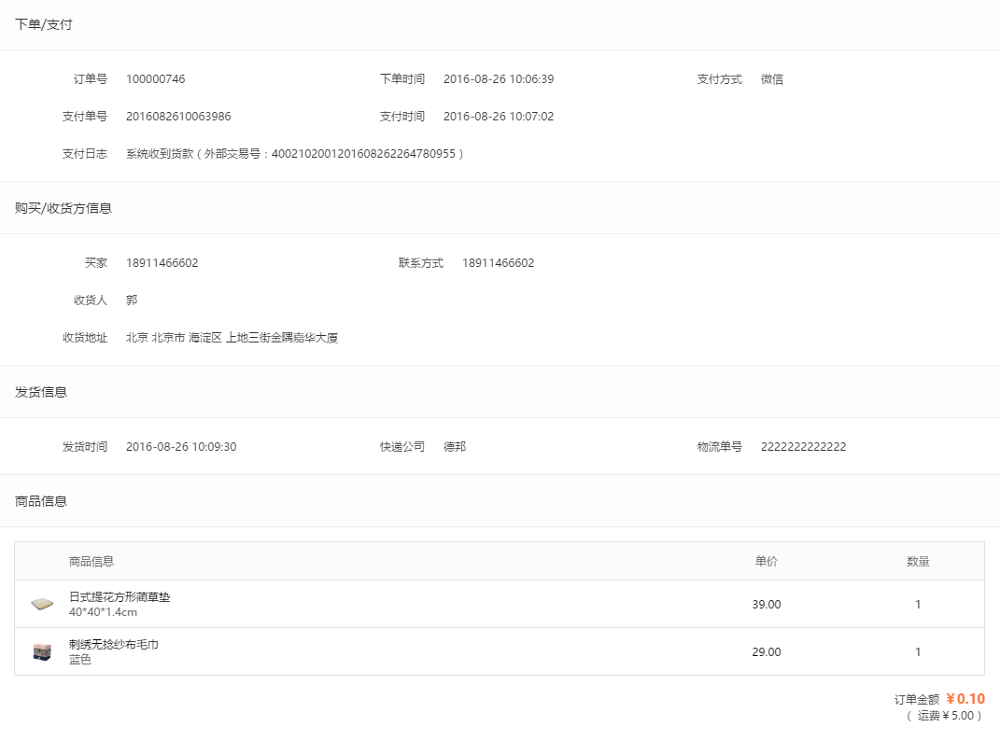 下单/支付
订单号 100000746 下单时间 2016-08-26 10:06:39 支付方式 微信
支付单号 2016082610063986 支付时间 2016-08-26 10:07:02
支付日志 系统收到货款 ( 外部交易号：4002102001201608262264780955 )
购买/收货方信息
买家 18911466602 联系方式 18911466602
收货人 郭
收货地址 北京 北京市 海淀区 上地三街金隅嘉华大厦
发货信息
发货时间 2016-08-26 10:09:30 快递公司 德邦 物流单号 2222222222222
商品信息
商品信息 单价 数量
日式提花方形蔺草垫
40*40*1.4cm 39.00 1
刺绣无捻纱布毛巾
蓝色 29.00 1
订单金额 ¥0.10
( 运费¥5.00 )